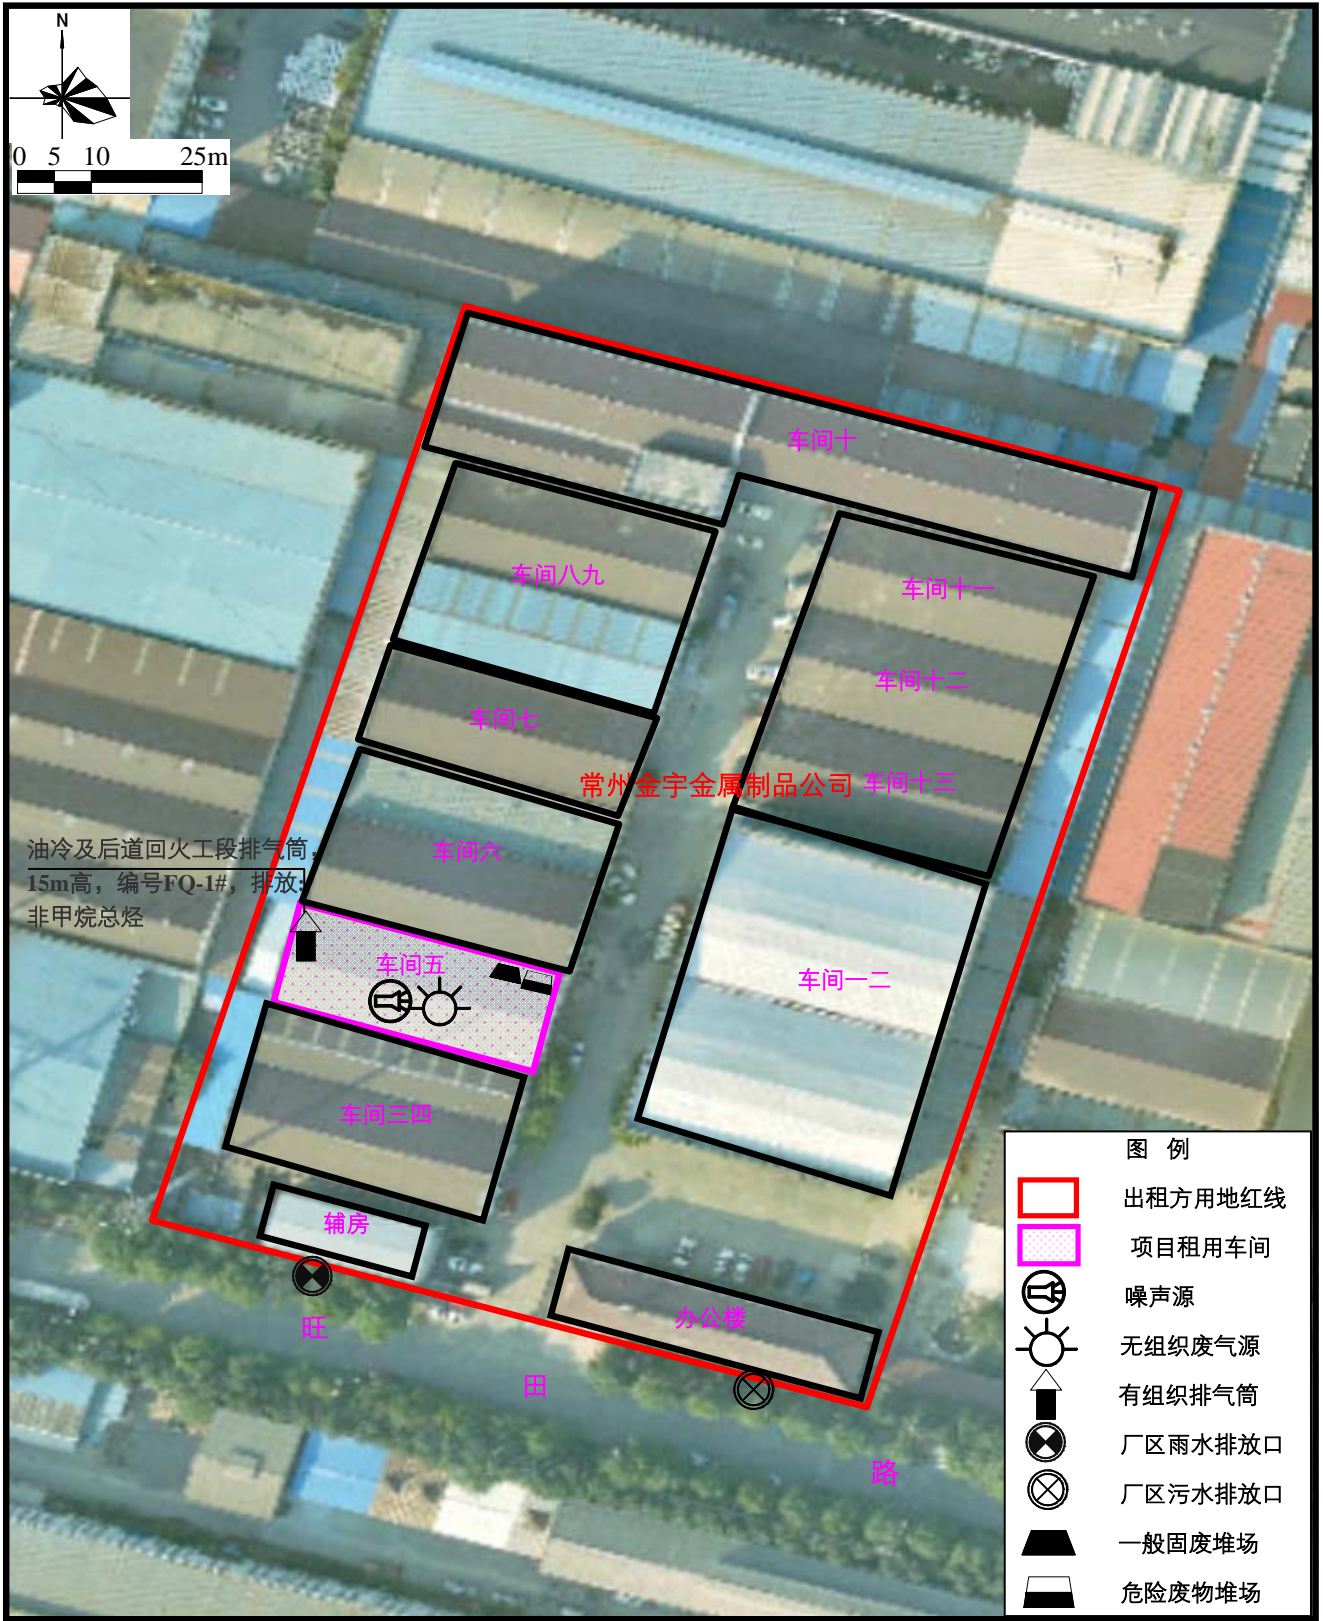 N
0 5 10 25m
车间十
车间八九
车间十一
车间十二
车间七
常州金宇金属制品公司
车间十三
车间六
油冷及后道回火工段排气筒,
15m高,编号FQ-1#,排放:
非甲烷总烃
车间五
车间一二
车间三四
辅房
办公楼
旺
田
路
图 例
出租方用地红线
项目租用车间
噪声源
无组织废气源
有组织排气筒
厂区雨水排放口
厂区污水排放口
一般固废堆场
危险废物堆场